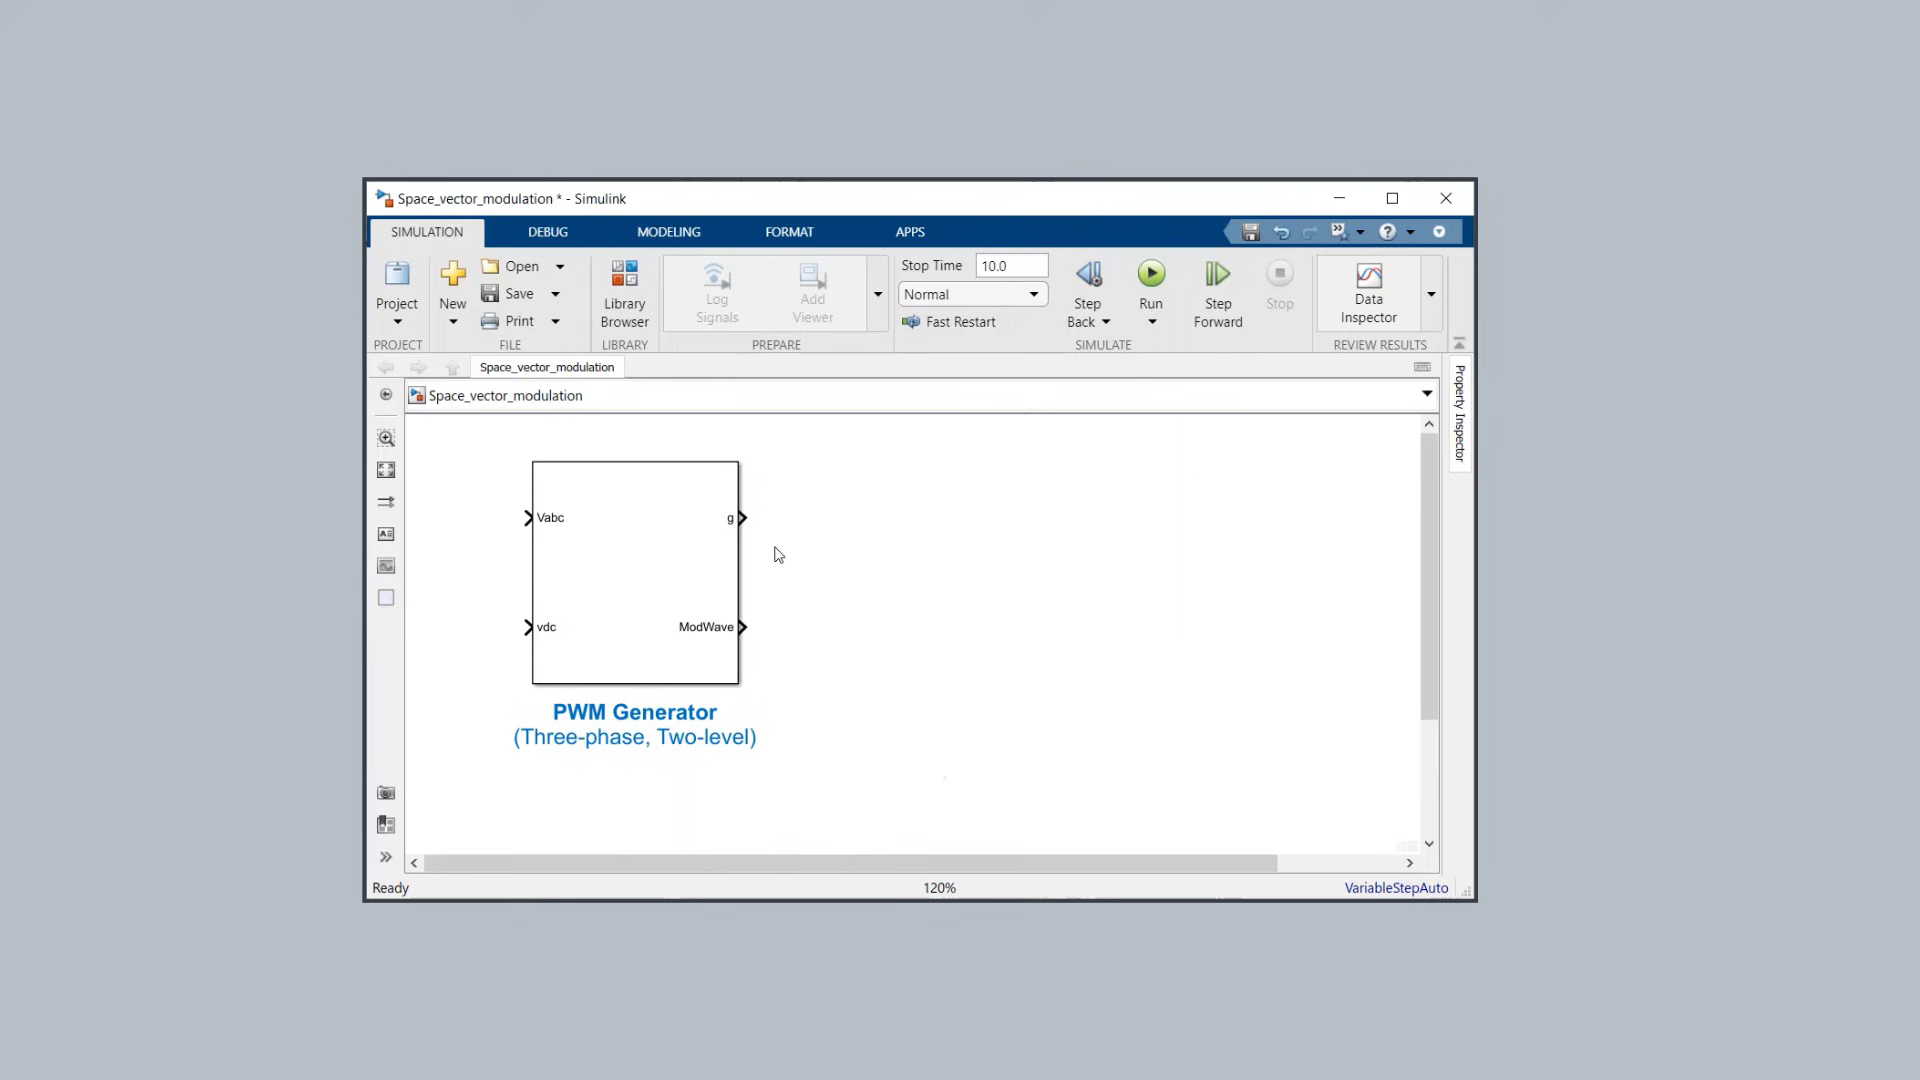 Space_vector_modulation * - Simulink
SIMULATION DEBUG MODELING FORMAT APPS
Project
New
Open
Save
Print
Library
Browser
Log
Signals
Add
Viewer
Stop Time 10.0
Normal
Fast Restart
Step
Back
Run
Step
Forward
Stop
Data
Inspector
PROJECT FILE LIBRARY PREPARE SIMULATE REVIEW RESULTS
Space_vector_modulation
Space_vector_modulation
Property Inspector
Vabc g
vdc ModWave
PWM Generator
(Three-phase, Two-level)
Ready 120% VariableStepAuto